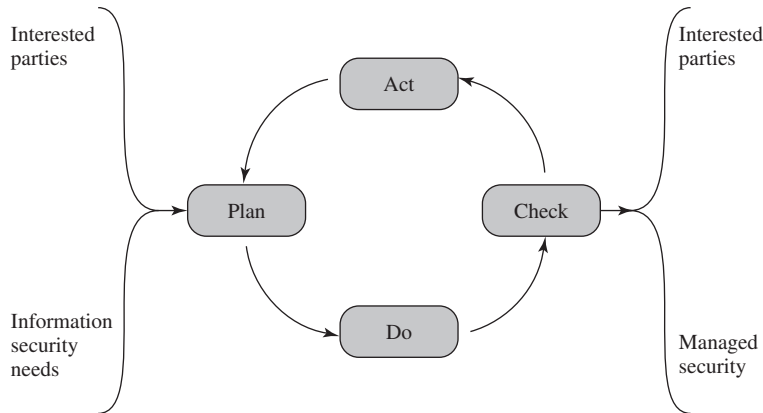 Interested
parties
Interested
parties
Act
Plan
Check
Do
Information
security
needs
Managed
security